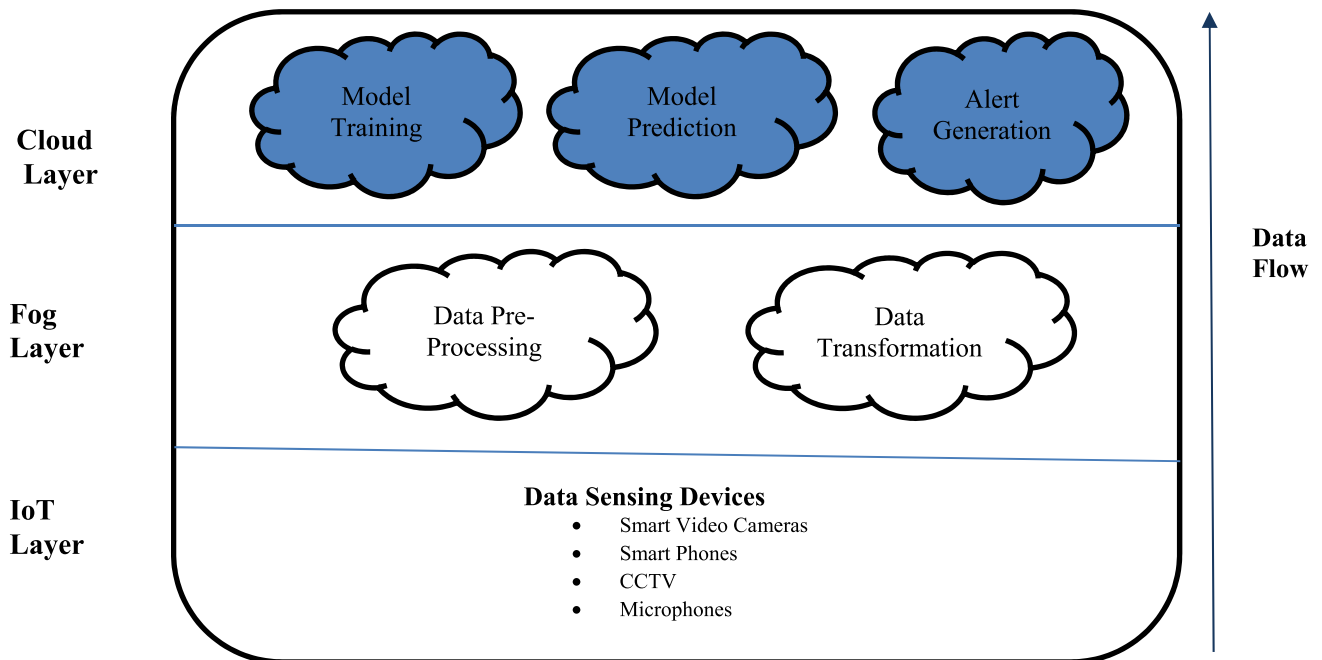 Model
Training
Model
Prediction
Alert
Generation
Cloud
Layer
Data
Flow
Fog
Layer
Data Pre-
Processing
Data
Transformation
IoT
Layer
Data Sensing Devices
• Smart Video Cameras
• Smart Phones
• CCTV
• Microphones